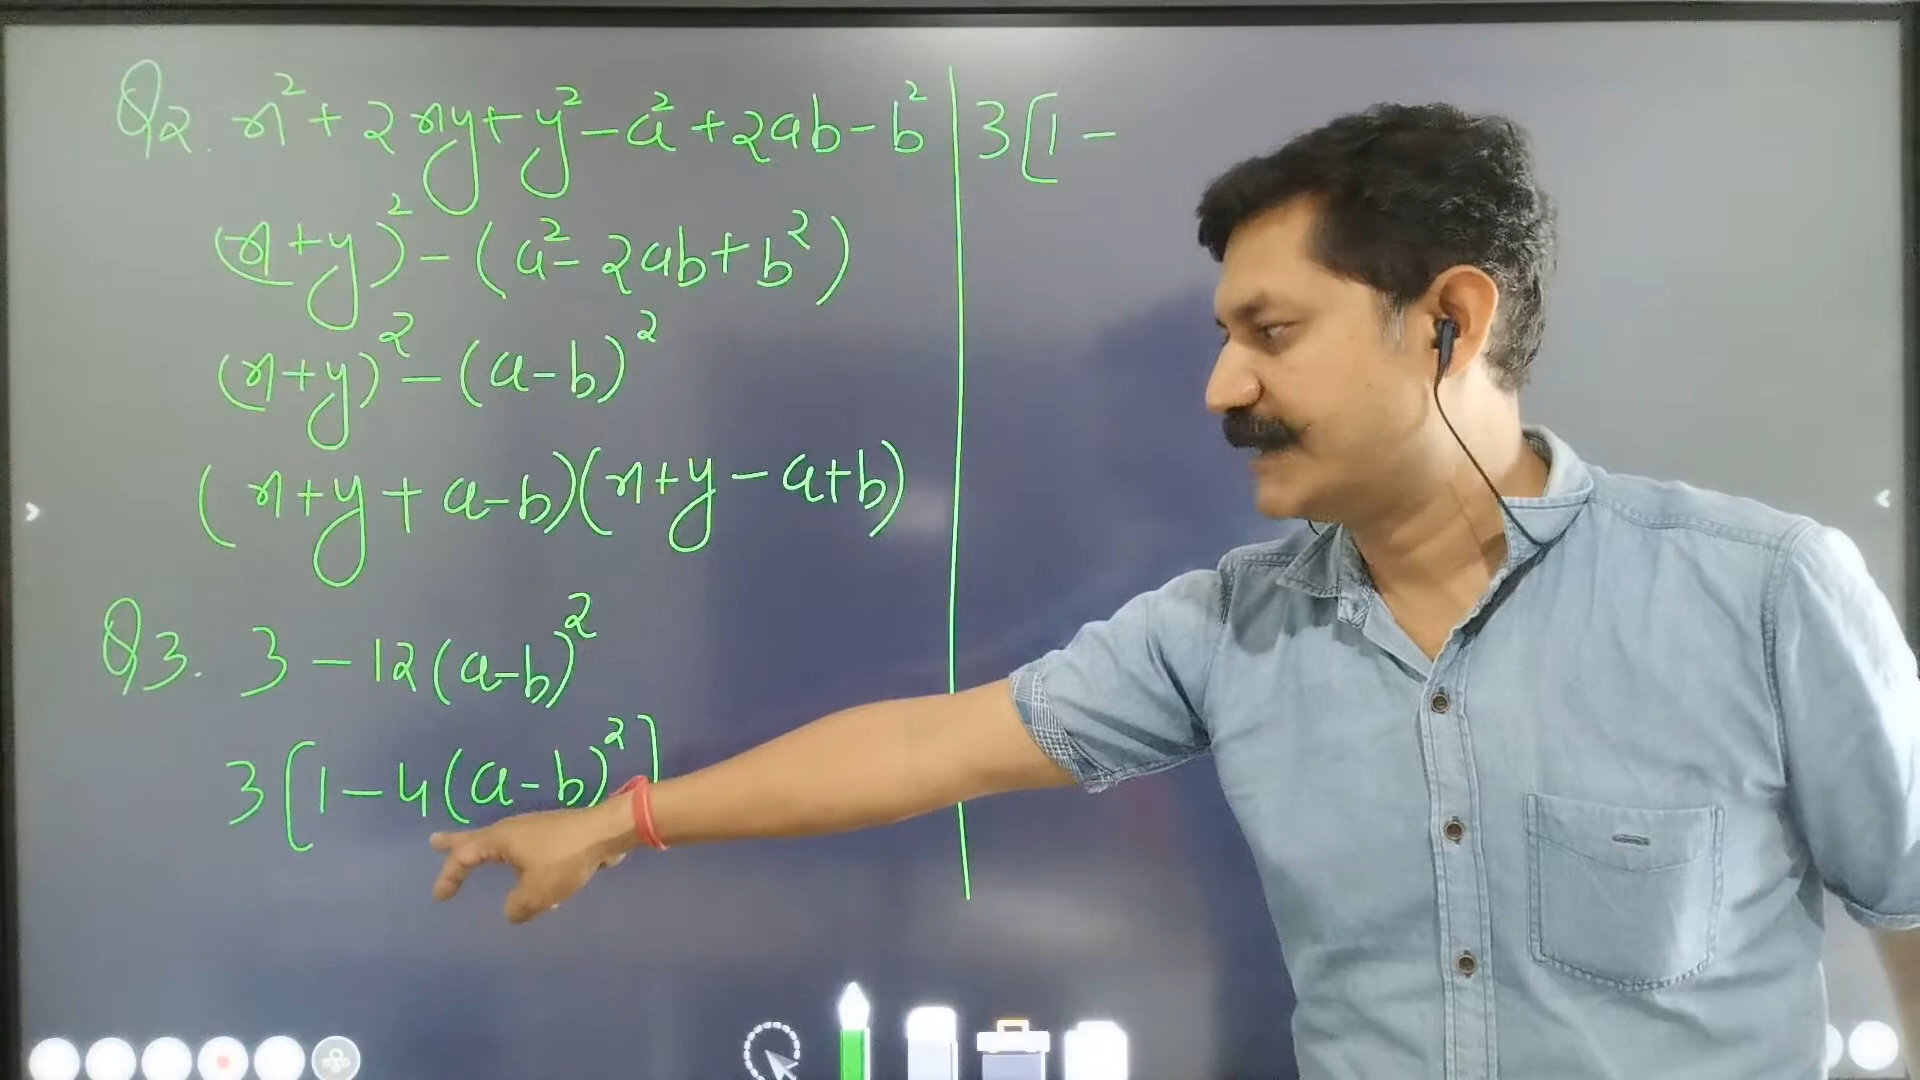 Q2. x² + 2xy + y² - a² + 2ab - b²
(x+y)² - (a² - 2ab + b²)
(x+y)² - (a-b)²
(x+y+a-b)(x+y-a+b)
Q3. 3 - 12(a-b)²
3[1-4(a-b)²]
3[1-